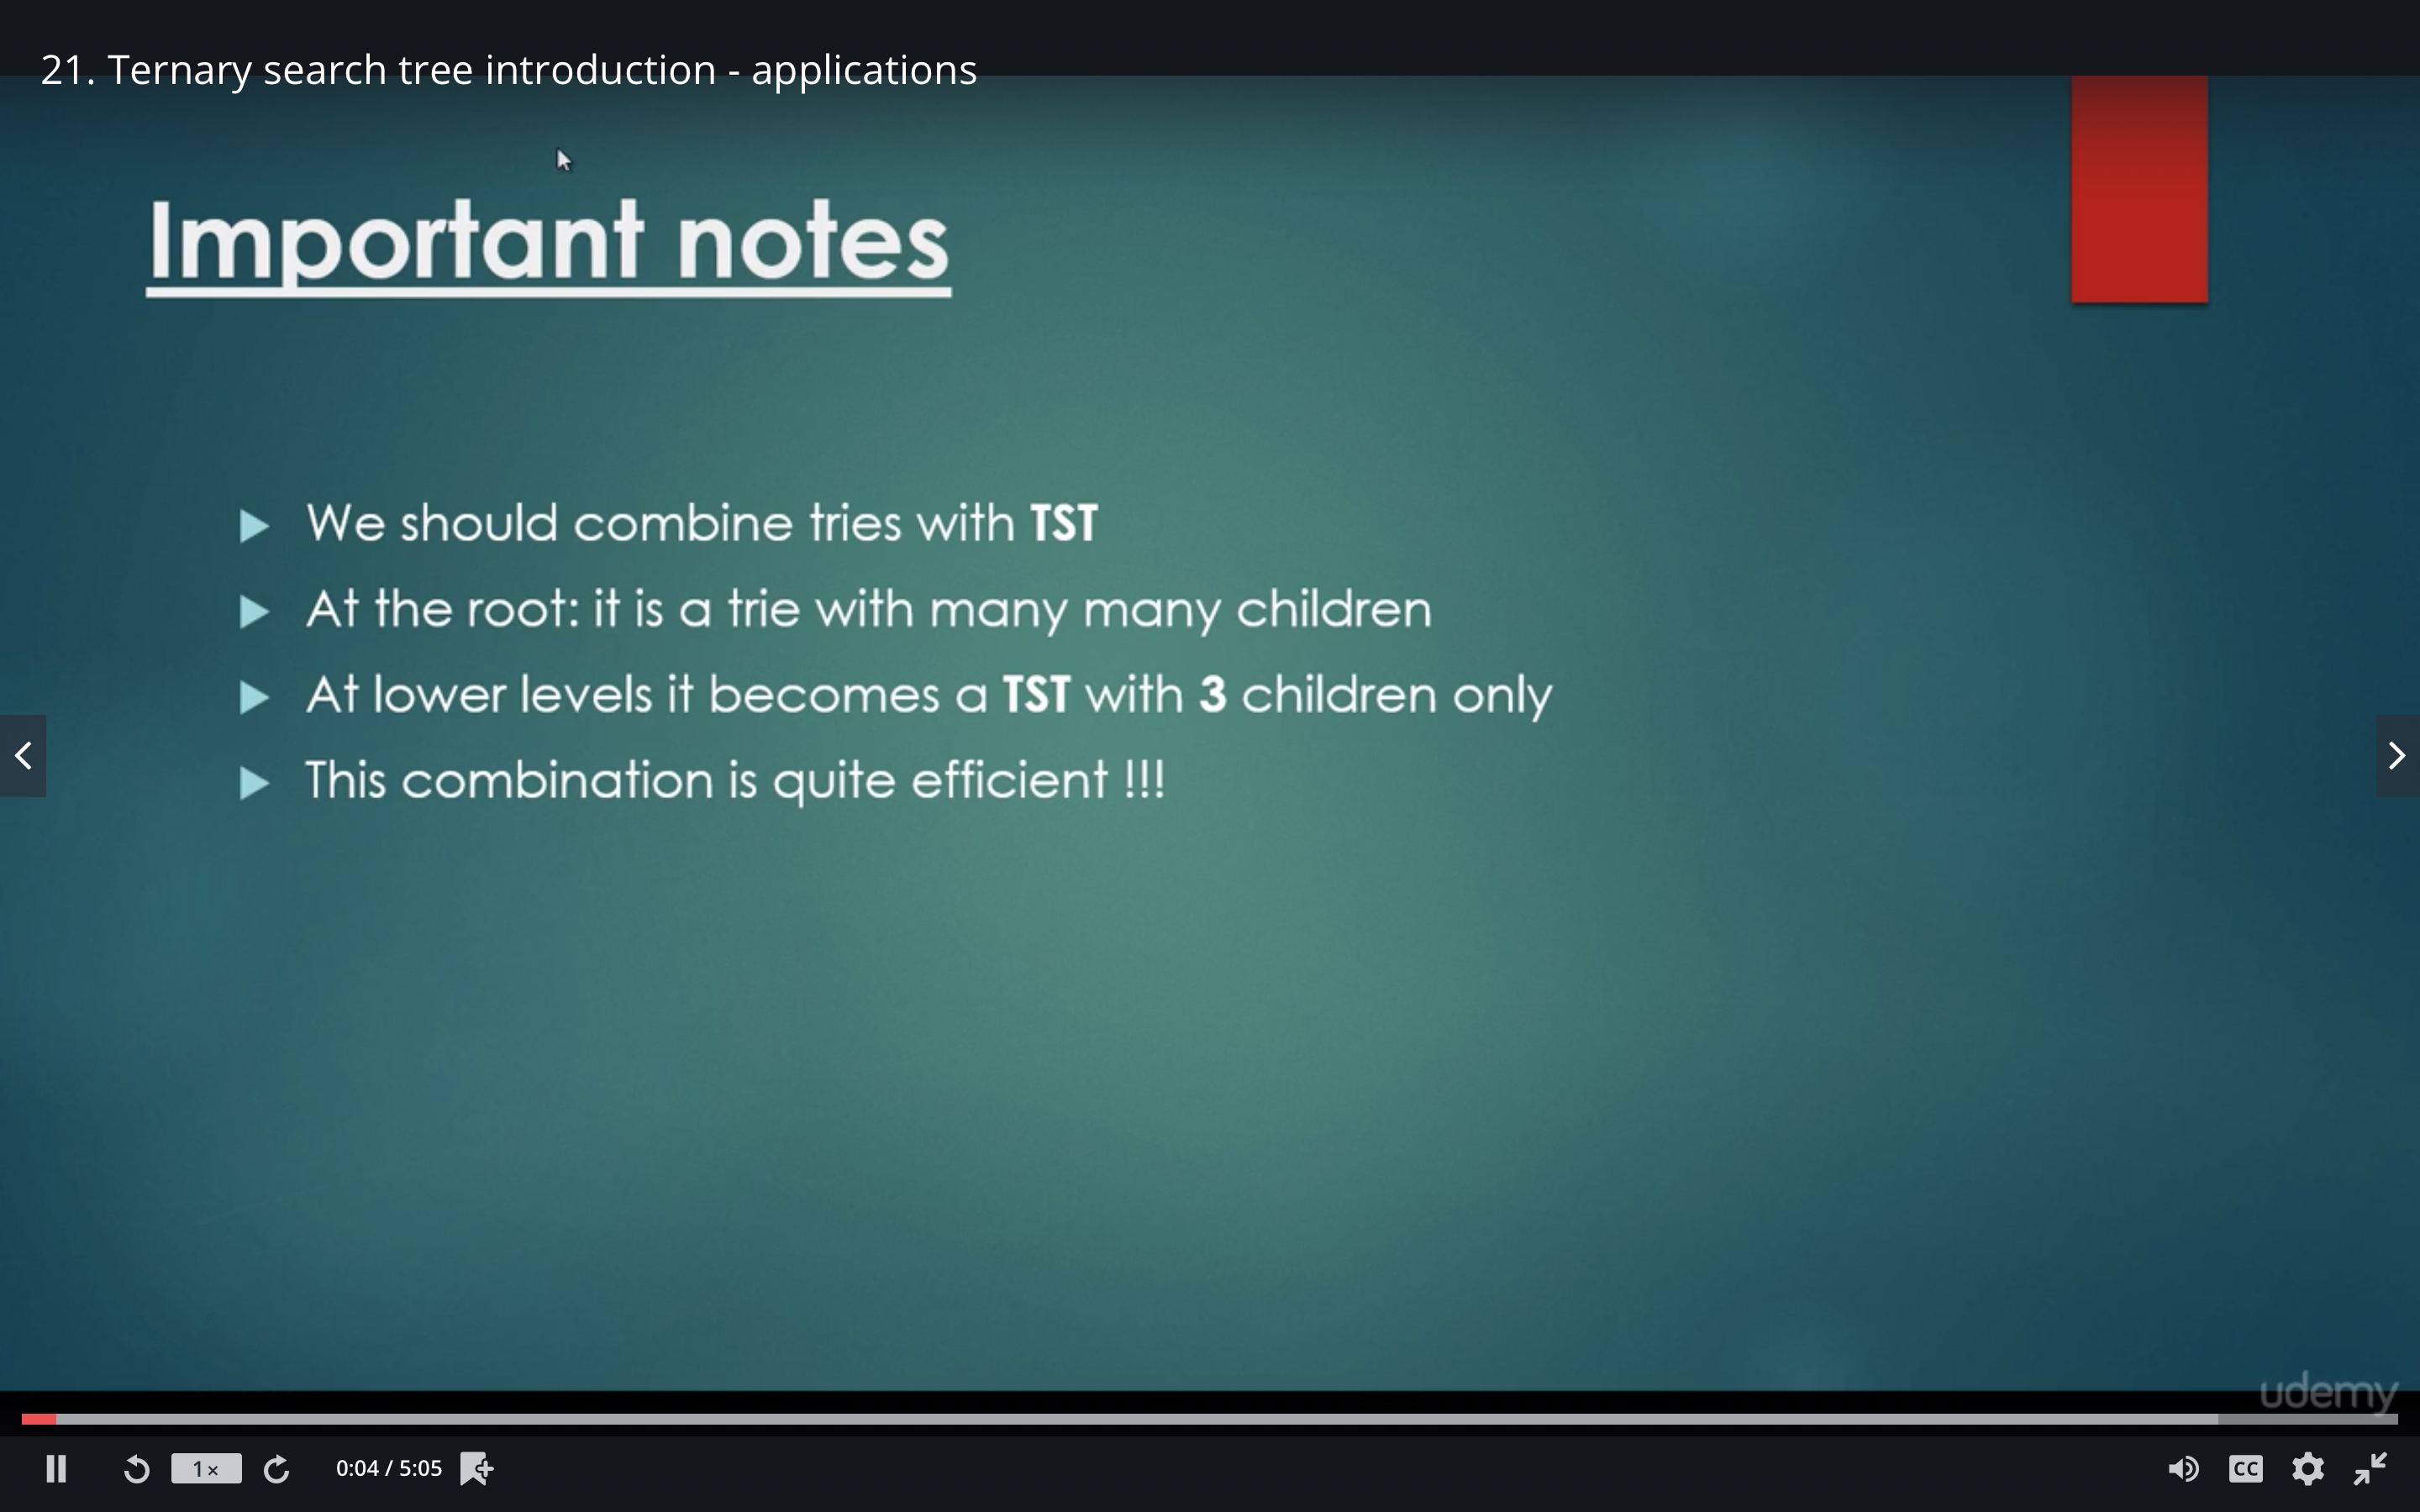 21. Ternary search tree introduction - applications
Important notes
We should combine tries with TST
At the root: it is a trie with many many children
At lower levels it becomes a TST with 3 children only
This combination is quite efficient !!!
udemy
1×
0:04 / 5:05
CC